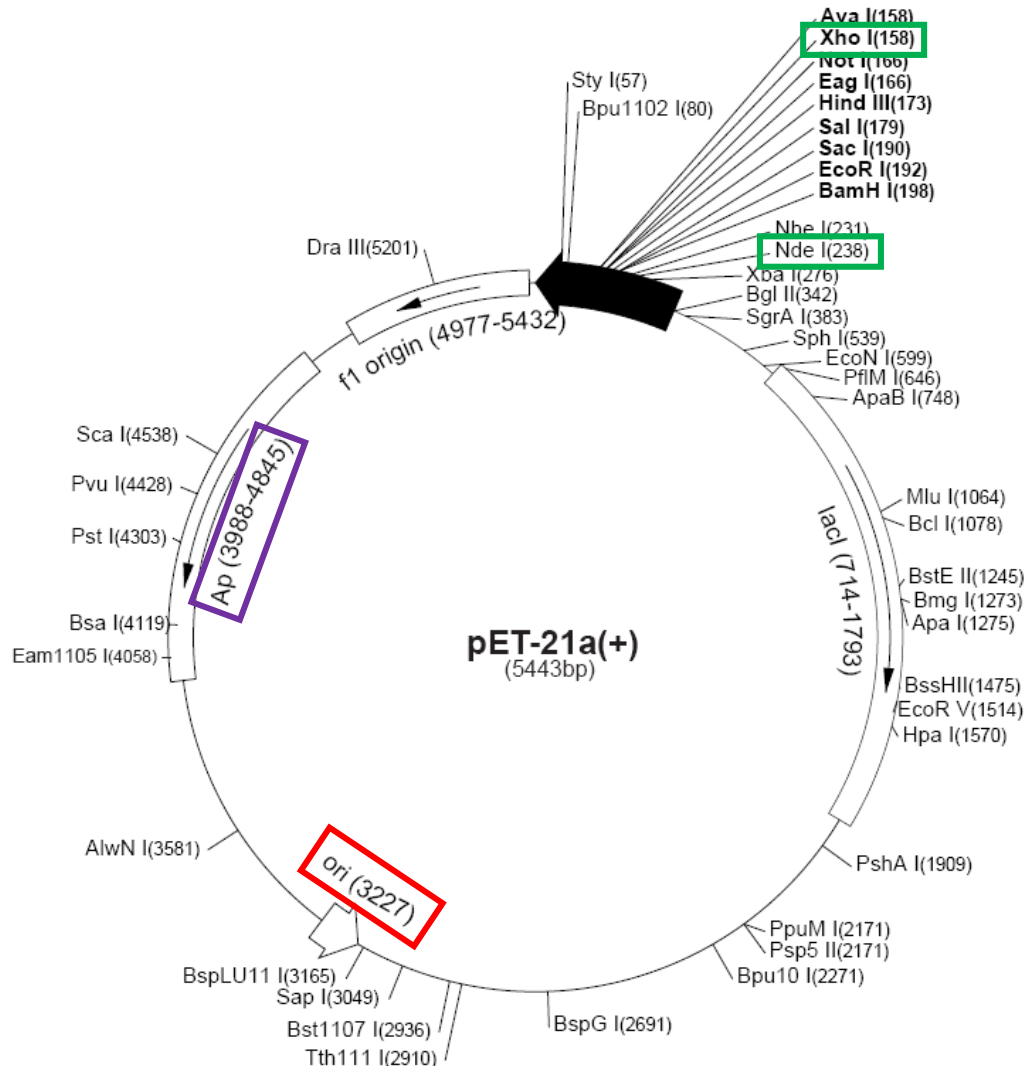 Ava I(158)
Xho I(158)
Not I(166)
Eag I(166)
Hind III(173)
Sal I(179)
Sac I(190)
EcoR I(192)
BamH I(198)
Sty I(57)
Bpu1102 I(80)
Nhe I(231)
Nde I(238)
Xba I(276)
Bgl II(342)
SgrA I(383)
Sph I(539)
EcoN I(599)
PflM I(646)
ApaB I(748)
Dra III(5201)
f1 origin (4977-5432)
Sca I(4538)
Pvu I(4428)
Pst I(4303)
Bsa I(4119)
Eam1105 I(4058)
Ap (3988-4845)
lacI (714-1793)
Mlu I(1064)
Bcl I(1078)
BstE II(1245)
Bmg I(1273)
Apa I(1275)
BssHII(1475)
EcoR V(1514)
Hpa I(1570)
pET-21a(+)
(5443bp)
AlwN I(3581)
ori (3227)
PshA I(1909)
PpuM I(2171)
Psp5 II(2171)
Bpu10 I(2271)
BspLU11 I(3165)
Sap I(3049)
Bst1107 I(2936)
Tth111 I(2910)
BspG I(2691)